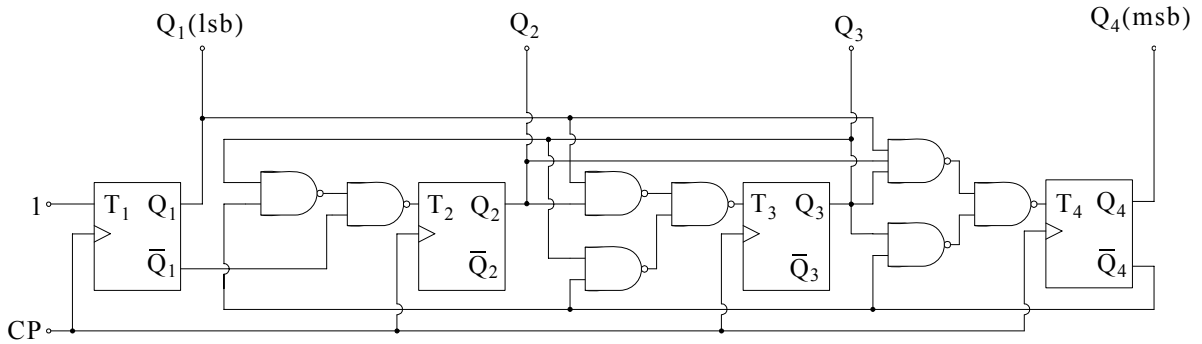 Q1(lsb) Q2 Q3 Q4(msb)
1 T1 Q1 T2 Q2 T3 Q3 T4 Q4
Q̅1 Q̅2 Q̅3 Q̅4
CP